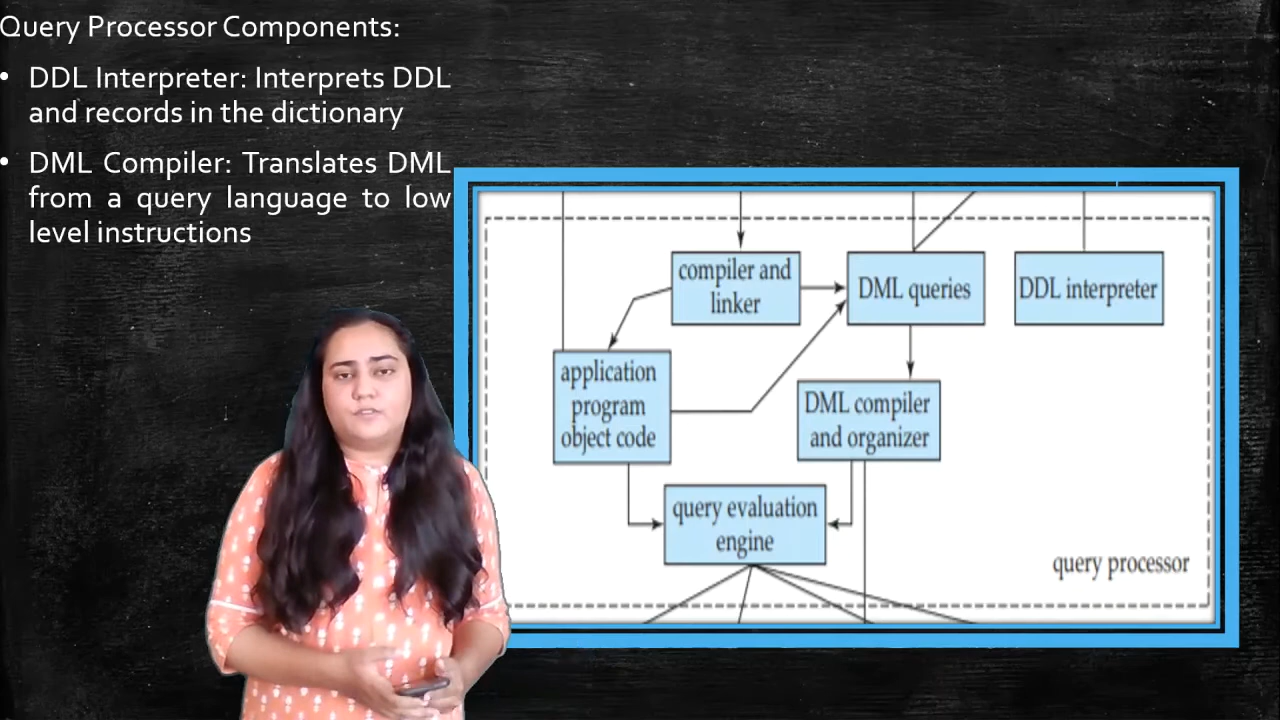 Query Processor Components:
• DDL Interpreter: Interprets DDL
and records in the dictionary
• DML Compiler: Translates DML
from a query language to low
level instructions
compiler and
linker
DML queries
DDL interpreter
application
program
object code
DML compiler
and organizer
query evaluation
engine
query processor